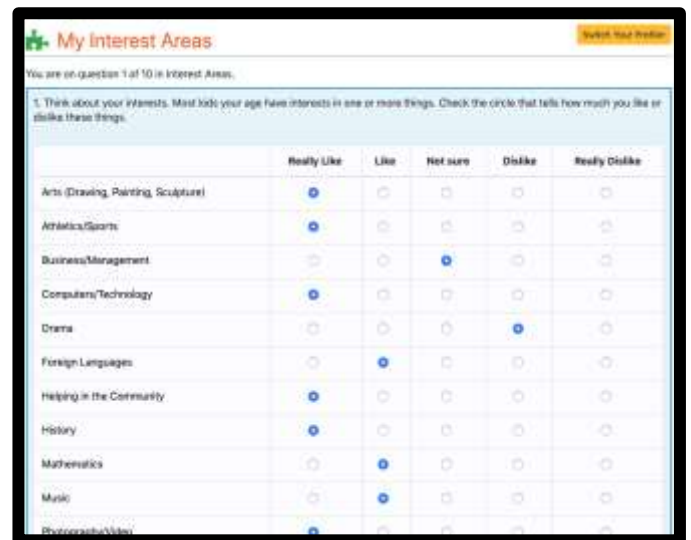 My Interest Areas
Switch Your Profiler
You are on question 1 of 10 in Interest Areas.
1. Think about your interests. Most kids your age have interests in one or more things. Check the circle that tells how much you like or
dislike these things.
Really Like Like Not sure Dislike Really Dislike
Arts (Drawing, Painting, Sculpture)
Athletics/Sports
Business/Management
Computers/Technology
Drama
Foreign Languages
Helping in the Community
History
Mathematics
Music
Photography/Video